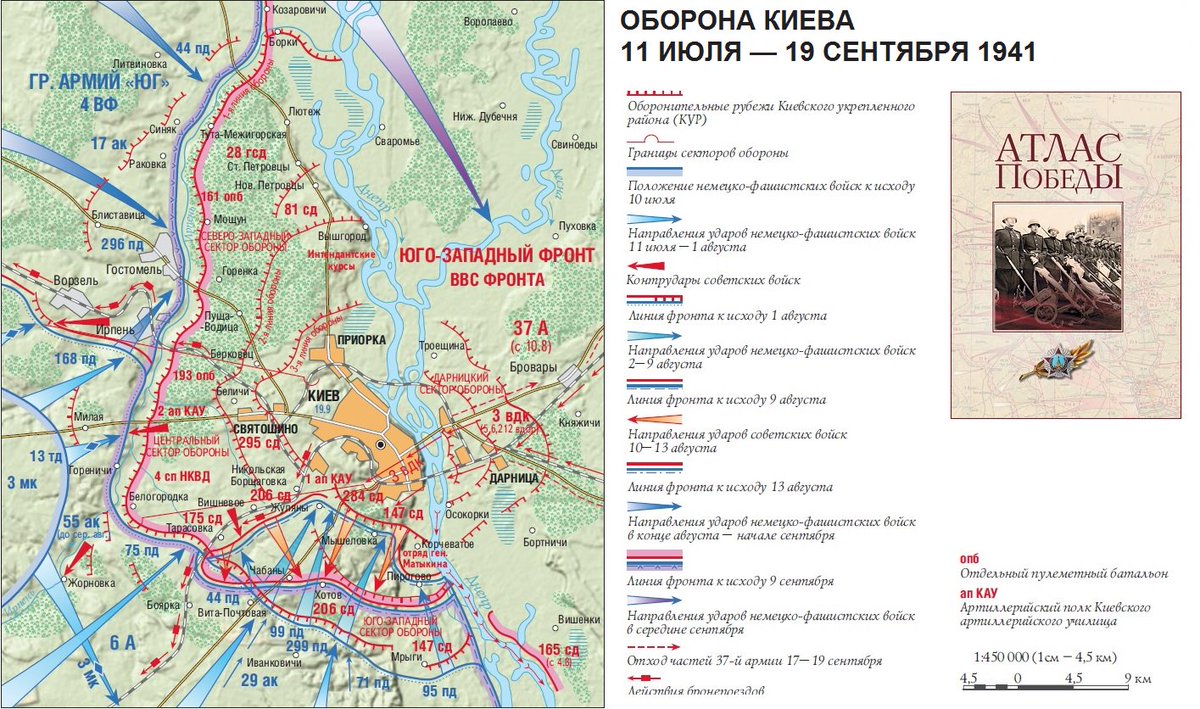 ОБОРОНА КИЕВА
11 ИЮЛЯ — 19 СЕНТЯБРЯ 1941
Оборонительные рубежи Киевского укрепленного
района (КУР)
Границы секторов обороны
Положение немецко-фашистских войск к исходу
10 июля
Направления ударов немецко-фашистских войск
11 июля — 1 августа
Контрудары советских войск
Линия фронта к исходу 1 августа
Направления ударов немецко-фашистских войск
2—9 августа
Линия фронта к исходу 9 августа
Направления ударов советских войск
10—13 августа
Линия фронта к исходу 13 августа
Направления ударов немецко-фашистских войск
в конце августа — начале сентября
Линия фронта к исходу 9 сентября
Направления ударов немецко-фашистских войск
в середине сентября
Отход частей 37-й армии 17—19 сентября
Действия бронепоездов
АТЛАС
ПОБЕДЫ
опб
Отдельный пулеметный батальон
ап КАУ
Артиллерийский полк Киевского
артиллерийского училища
1:450 000 (1см — 4,5 км)
4,5 0 4,5 9 км
Козаровичи
Воропаево
Борки
44 пд
Литвиновка
ГР. АРМИЙ «ЮГ»
4 ВФ
1-я линия обороны
Лютеж
Ниж. Дубечня
Синяк
17 ак
Тута-Межигорская
Сваромье
Свиноеды
28 гсд
Раковка
Ст. Петровцы
Нов. Петровцы
161 опб
81 сд
Блиставица
Мощун
Пуховка
296 пд
СЕВЕРО-ЗАПАДНЫЙ
СЕКТОР ОБОРОНЫ
Вышгород
Интендантские
курсы
ЮГО-ЗАПАДНЫЙ ФРОНТ
ВВС ФРОНТА
Гостомель
Горенка
Ворзель
2-я линия обороны
Ирпень
Пуща-
Водица
3-я линия обороны
37 А
(с 10.8)
ПРИОРКА
Троещина
Бровары
168 пд
Берковец
193 опб
Беличи
ДАРНИЦКИЙ
СЕКТОР ОБОРОНЫ
КИЕВ
19.9
Милая
2 ап КАУ
3 ВДК
Княжичи
СВЯТОШИНО
295 сд
ЦЕНТРАЛЬНЫЙ
СЕКТОР ОБОРОНЫ
13 тд
Гореничи
3 мк
4 сп НКВД
Никольская
Борщаговка
1 ап КАУ
3 ВДК
ДАРНИЦА
Белогородка
Вишневое
206 сд
284 сд
Жуляны
147 сд
Осокорки
55 ак
(до сер. авг.)
175 сд
Тарасовка
Мышеловка
Корчеватое
Бортничи
75 пд
отряд ген.
Матыкина
Чабаны
Пирогово
Жорновка
Днепр
44 пд
Хотов
206 сд
Боярка
Вита-Почтовая
ЮГО-ЗАПАДНЫЙ
СЕКТОР ОБОРОНЫ
Вишенки
99 пд
299 пд
6 А
147 сд
165 сд
(с 4.8)
Иванковичи
Мрыги
3 мк
29 ак
71 пд
95 пд